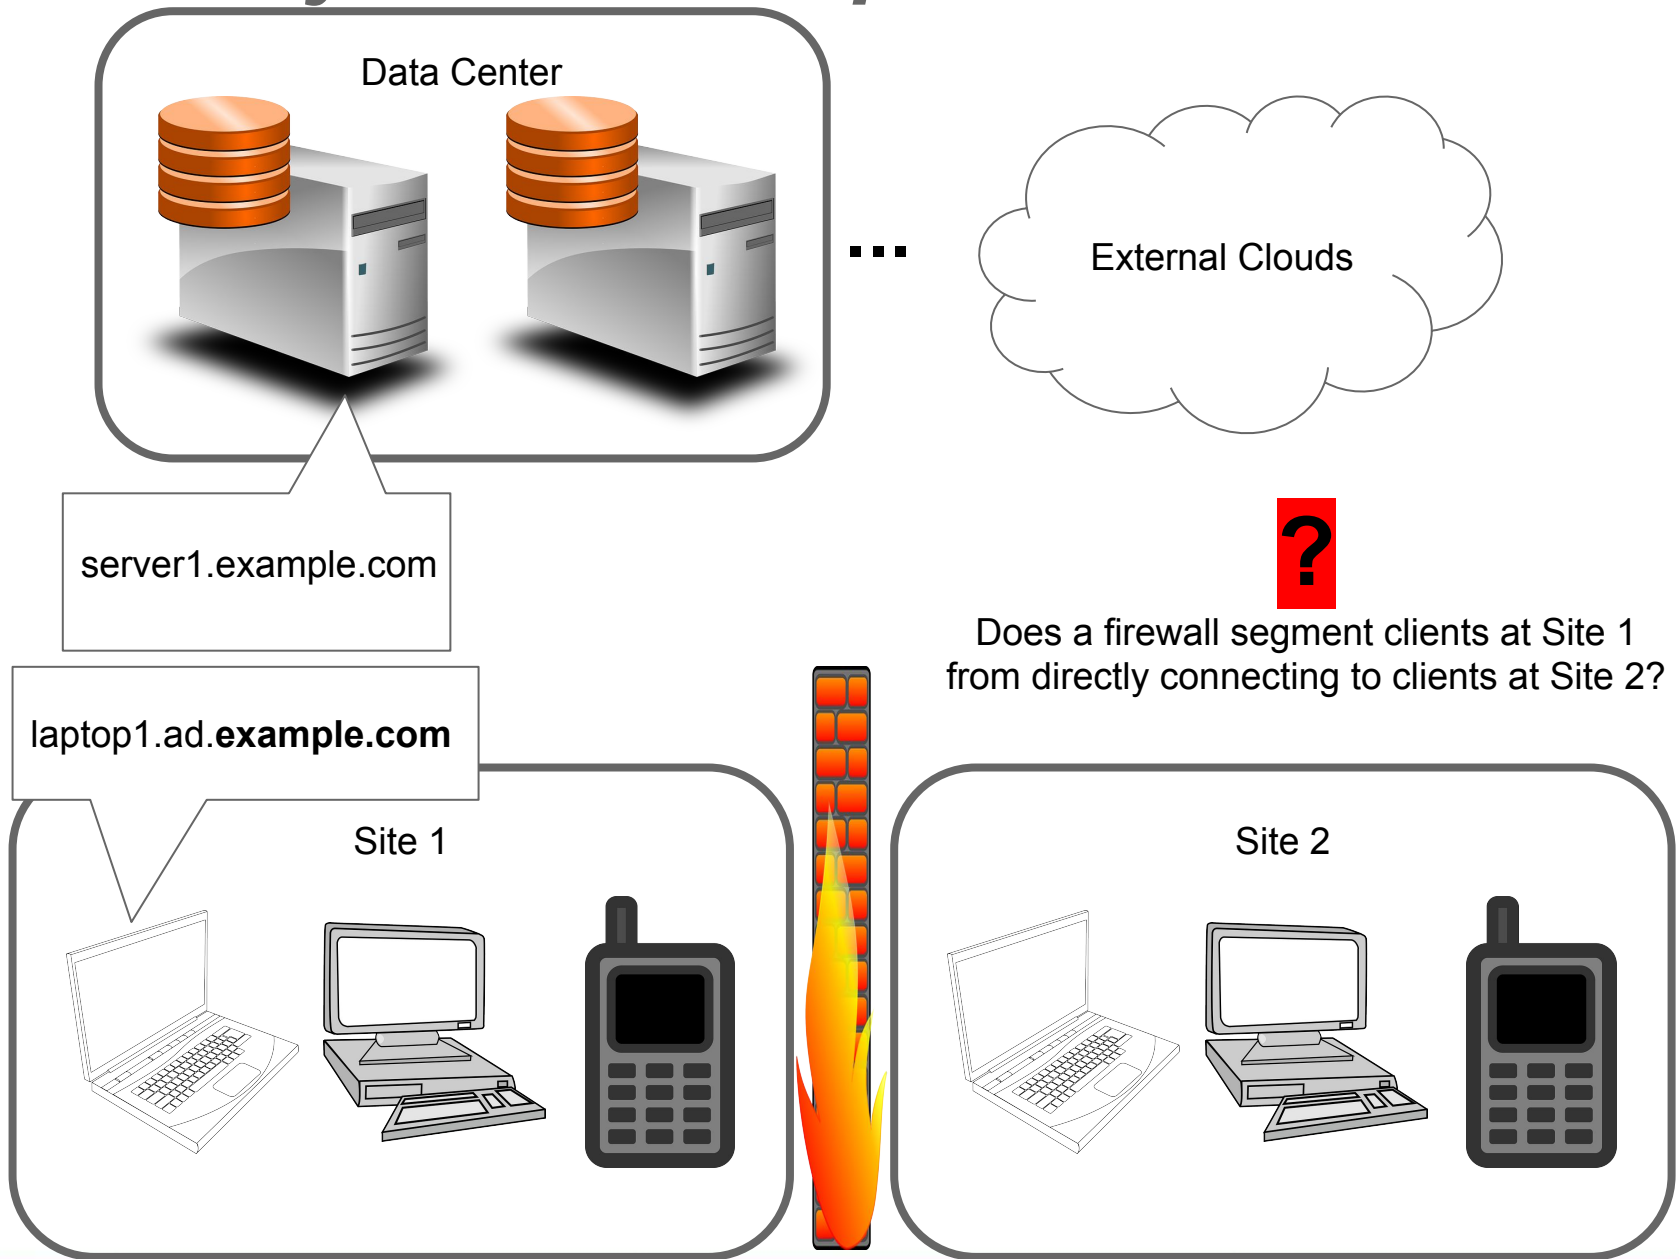 Data Center
...
External Clouds
server1.example.com
?
Does a firewall segment clients at Site 1
from directly connecting to clients at Site 2?
laptop1.ad.example.com
Site 1
Site 2